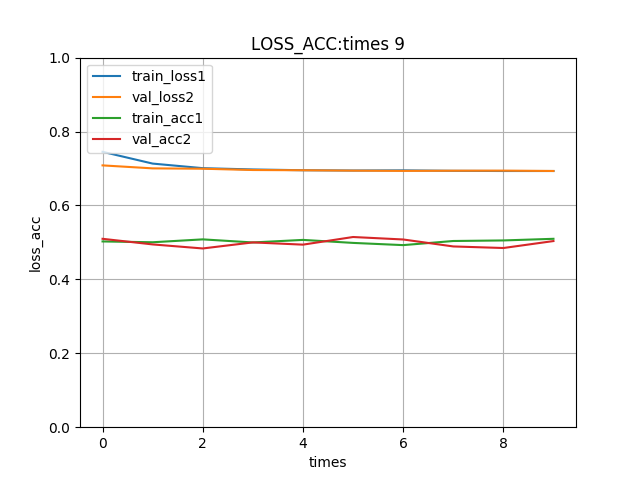 LOSS_ACC:times 9
1.0
0.8
0.6
0.4
0.2
0.0
loss_acc
train_loss1
val_loss2
train_acc1
val_acc2
0 2 4 6 8
times